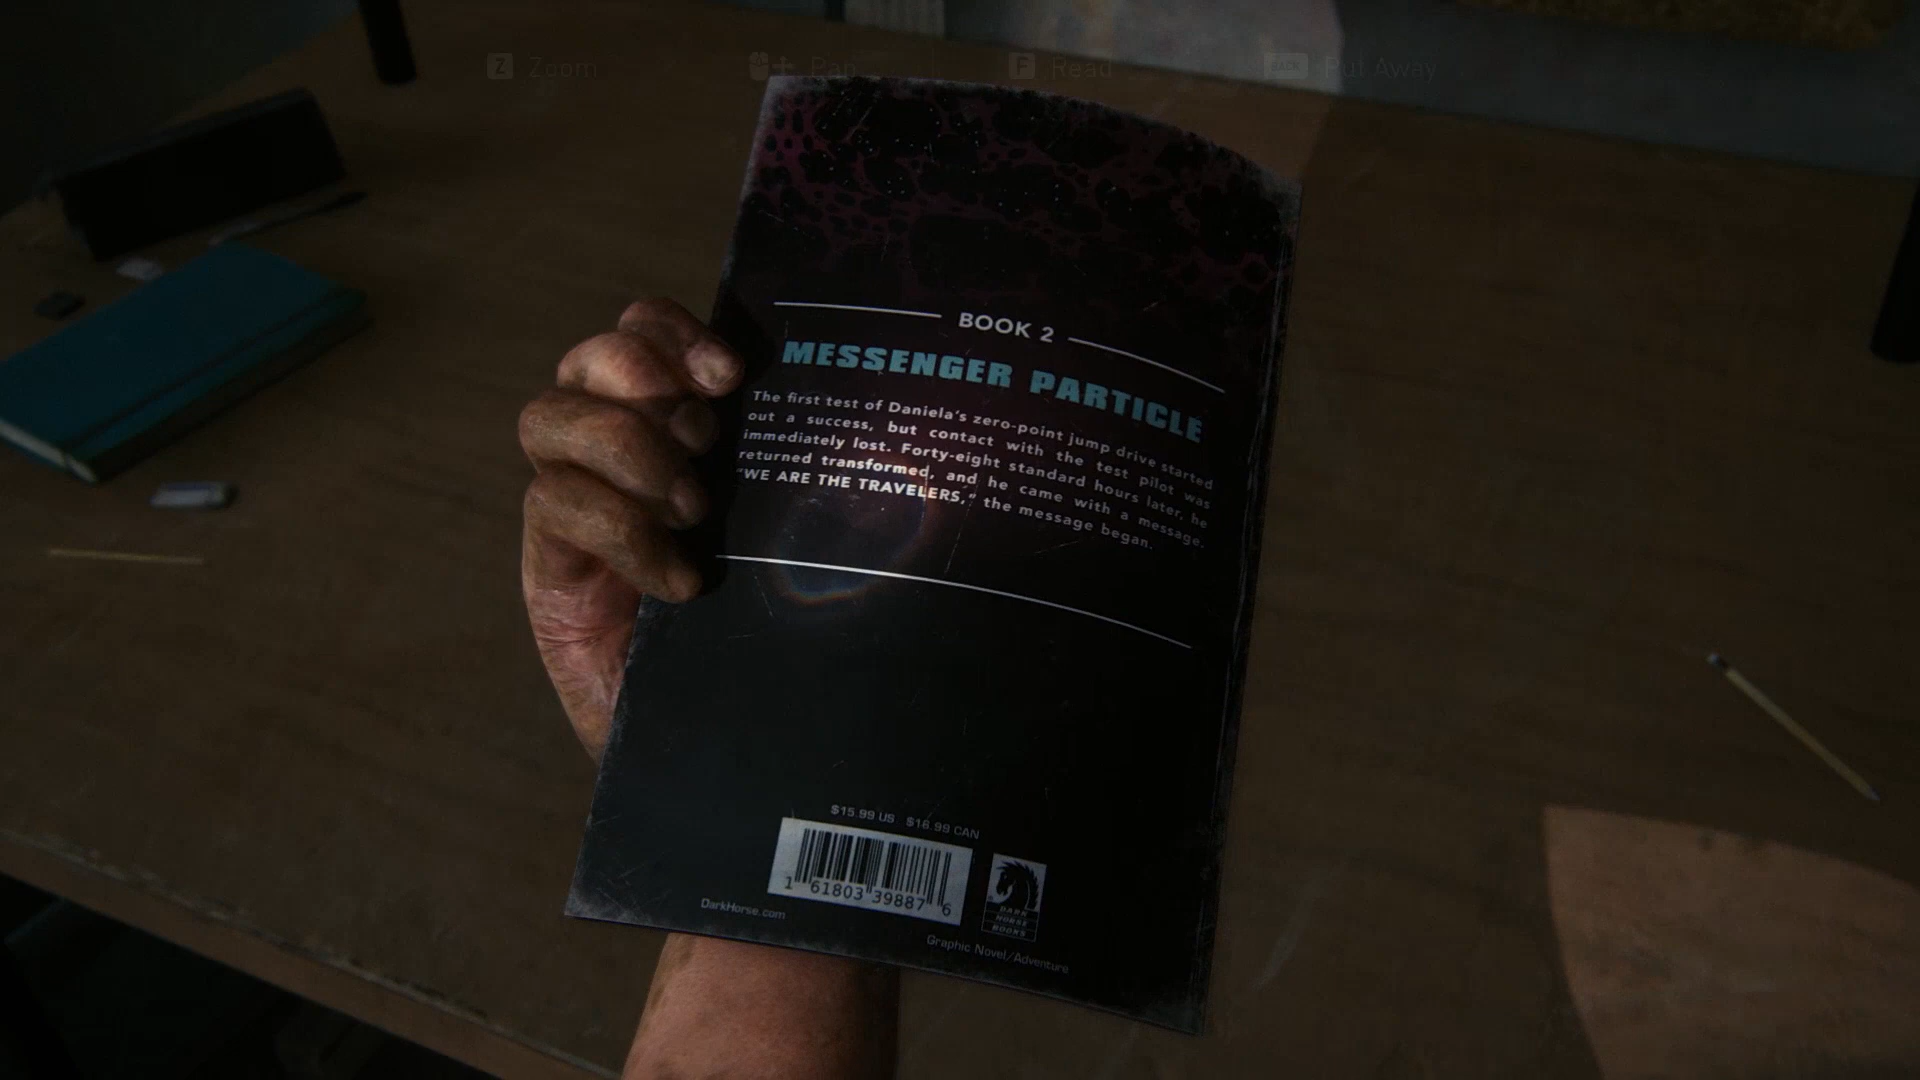 Z Zoom Pan F Read BACK Put Away
BOOK 2
MESSENGER PARTICLE
The first test of Daniela's zero-point jump drive started
out a success, but contact with the test pilot was
immediately lost. Forty-eight standard hours later, he
returned transformed, and he came with a message.
"WE ARE THE TRAVELERS," the message began.
$15.99 US $18.99 CAN
1 61803 39887 6
DARK
HORSE
BOOKS
DarkHorse.com
Graphic Novel/Adventure